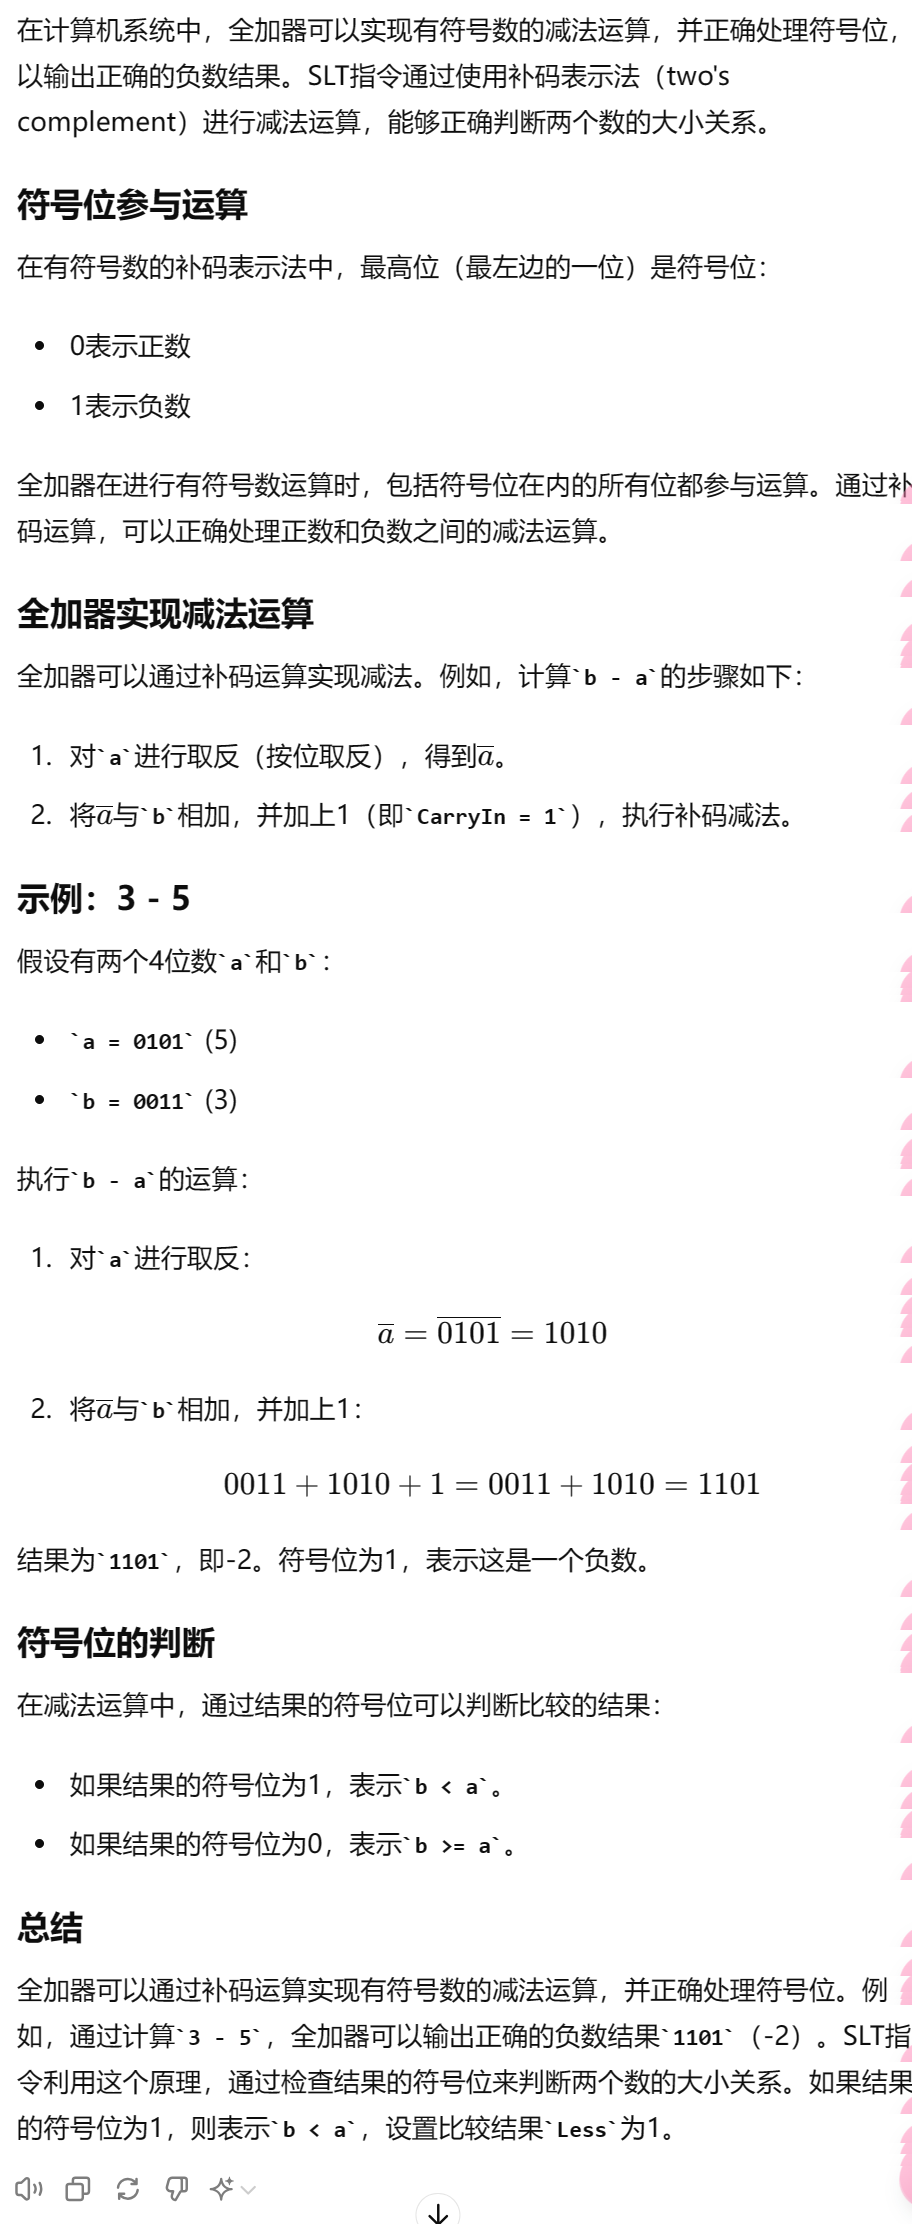 在计算机系统中，全加器可以实现有符号数的减法运算，并正确处理符号位，
以输出正确的负数结果。SLT指令通过使用补码表示法（two's
complement）进行减法运算，能够正确判断两个数的大小关系。
符号位参与运算
在有符号数的补码表示法中，最高位（最左边的一位）是符号位：
• 0表示正数
• 1表示负数
全加器在进行有符号数运算时，包括符号位在内的所有位都参与运算。通过补
码运算，可以正确处理正数和负数之间的减法运算。
全加器实现减法运算
全加器可以通过补码运算实现减法。例如，计算`b - a`的步骤如下：
1. 对`a`进行取反（按位取反），得到a̅。
2. 将a̅与`b`相加，并加上1（即`CarryIn = 1`），执行补码减法。
示例：3 - 5
假设有两个4位数`a`和`b`：
• `a = 0101` (5)
• `b = 0011` (3)
执行`b - a`的运算：
1. 对`a`进行取反：
a̅ = 0̅1̅0̅1̅ = 1010
2. 将a̅与`b`相加，并加上1：
0011 + 1010 + 1 = 0011 + 1010 = 1101
结果为`1101`，即-2。符号位为1，表示这是一个负数。
符号位的判断
在减法运算中，通过结果的符号位可以判断比较的结果：
• 如果结果的符号位为1，表示`b < a`。
• 如果结果的符号位为0，表示`b >= a`。
总结
全加器可以通过补码运算实现有符号数的减法运算，并正确处理符号位。例
如，通过计算`3 - 5`，全加器可以输出正确的负数结果`1101`（-2）。SLT指
令利用这个原理，通过检查结果的符号位来判断两个数的大小关系。如果结果
的符号位为1，则表示`b < a`，设置比较结果`Less`为1。